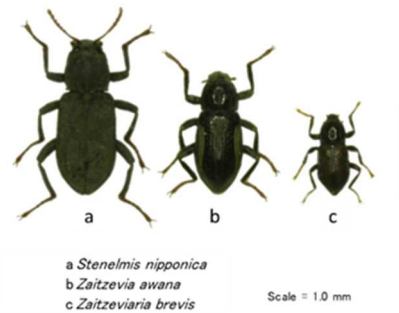 a b c
a Stenelmis nipponica
b Zaitzevia awana
c Zaitzeviaria brevis
Scale = 1.0 mm